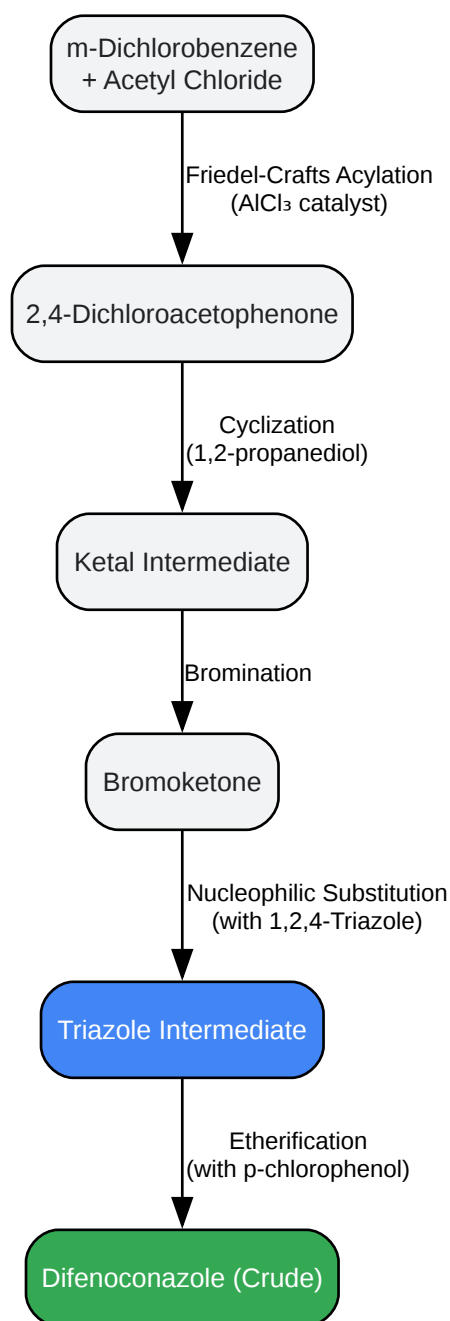 m-Dichlorobenzene
+ Acetyl Chloride
Friedel-Crafts Acylation
(AlCl₃ catalyst)
2,4-Dichloroacetophenone
Cyclization
(1,2-propanediol)
Ketal Intermediate
Bromination
Bromoketone
Nucleophilic Substitution
(with 1,2,4-Triazole)
Triazole Intermediate
Etherification
(with p-chlorophenol)
Difenoconazole (Crude)